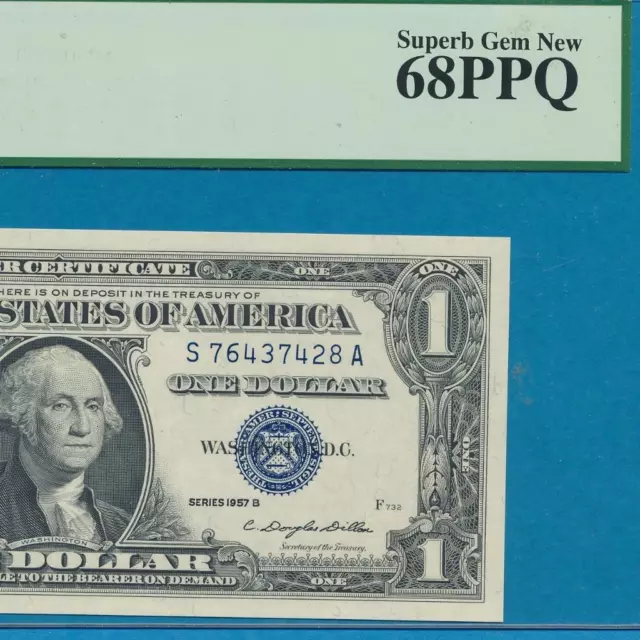 Superb Gem New
68PPQ
ER CERTIFICATE
ONE
1
HERE IS ON DEPOSIT IN THE TREASURY OF
STATES OF AMERICA
S 76437428 A
ONE DOLLAR
ONE
WASHINGTON D.C.
SERIES 1957 B
F 732
C. Douglas Dillon
WASHINGTON
Secretary of the Treasury.
DOLLAR
1
LE TO THE BEARER ON DEMAND
ONE